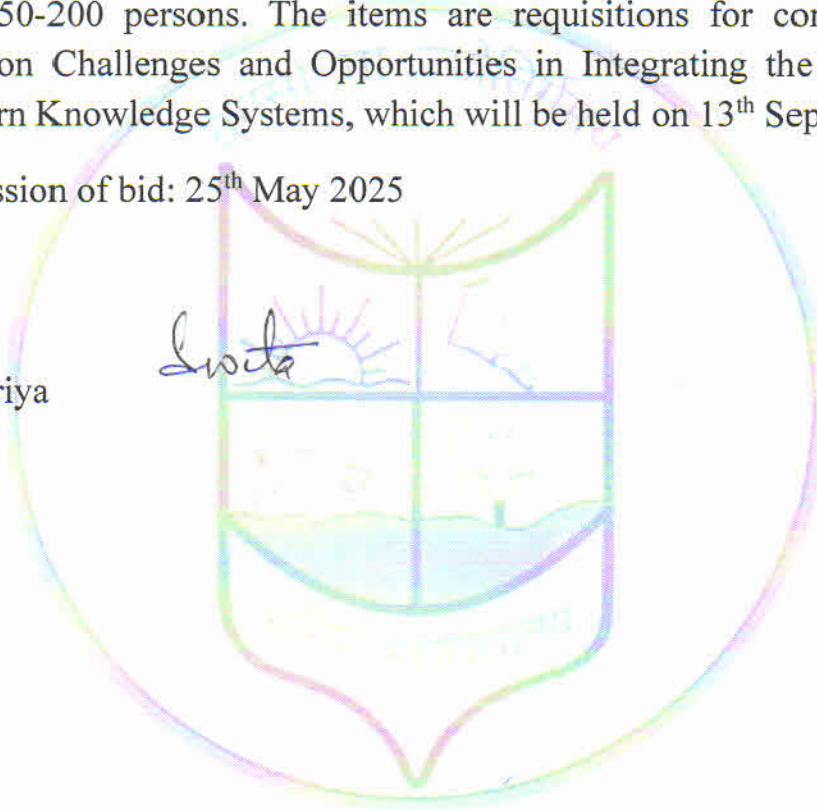 50-200 persons. The items are requisitions for con
on Challenges and Opportunities in Integrating the
rn Knowledge Systems, which will be held on 13th Sep
ssion of bid: 25th May 2025
Sweta
riya